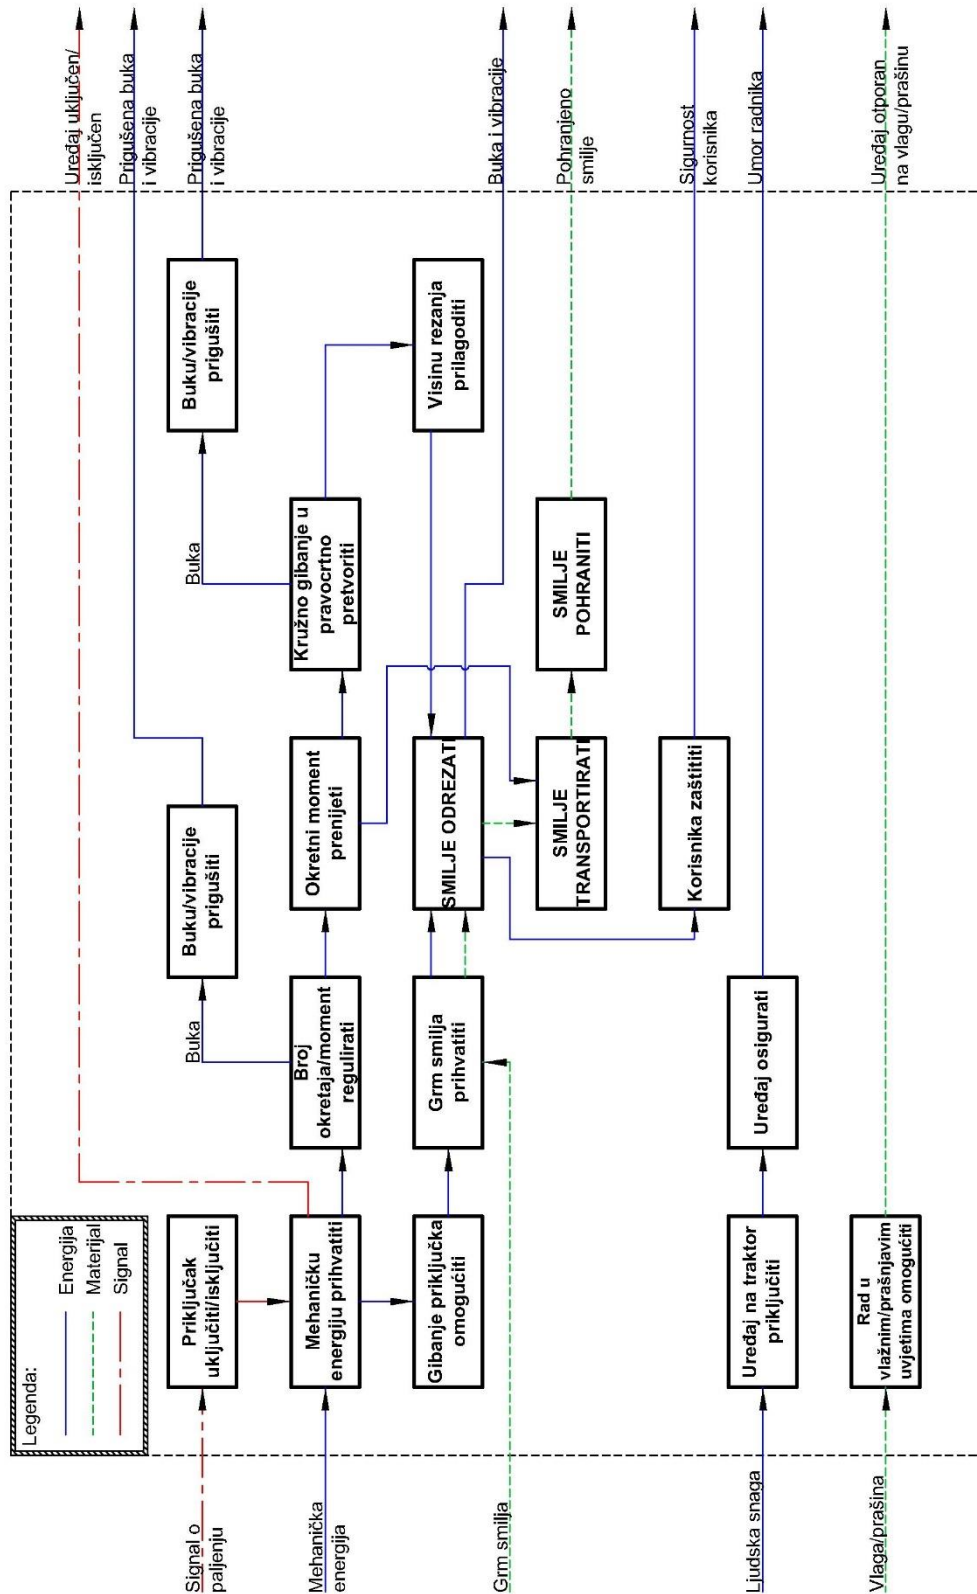 Legenda:
Energija
Materijal
Signal
Signal o
paljenju
Priključak
uključiti/isključiti
Uređaj uključen/
isključen
Mehanička
energija
Mehaničku
energiju prihvatiti
Broj
okretaja/moment
regulirati
Buka
Buku/vibracije
prigušiti
Prigušena buka
i vibracije
Okretni moment
prenijeti
Kružno gibanje u
pravocrtno
pretvoriti
Buka
Buku/vibracije
prigušiti
Prigušena buka
i vibracije
Gibanje priključka
omogućiti
Grm smilja
prihvatiti
SMILJE ODREZATI
Visinu rezanja
prilagoditi
Buka i vibracije
Grm smilja
SMILJE
TRANSPORTIRATI
SMILJE
POHRANITI
Pohranjeno
smilje
Korisnika zaštititi
Sigurnost
korisnika
Ljudska snaga
Uređaj na traktor
priključiti
Uređaj osigurati
Umor radnika
Vlaga/prašina
Rad u
vlažnim/prašnjavim
uvjetima omogućiti
Uređaj otporan
na vlagu/prašinu